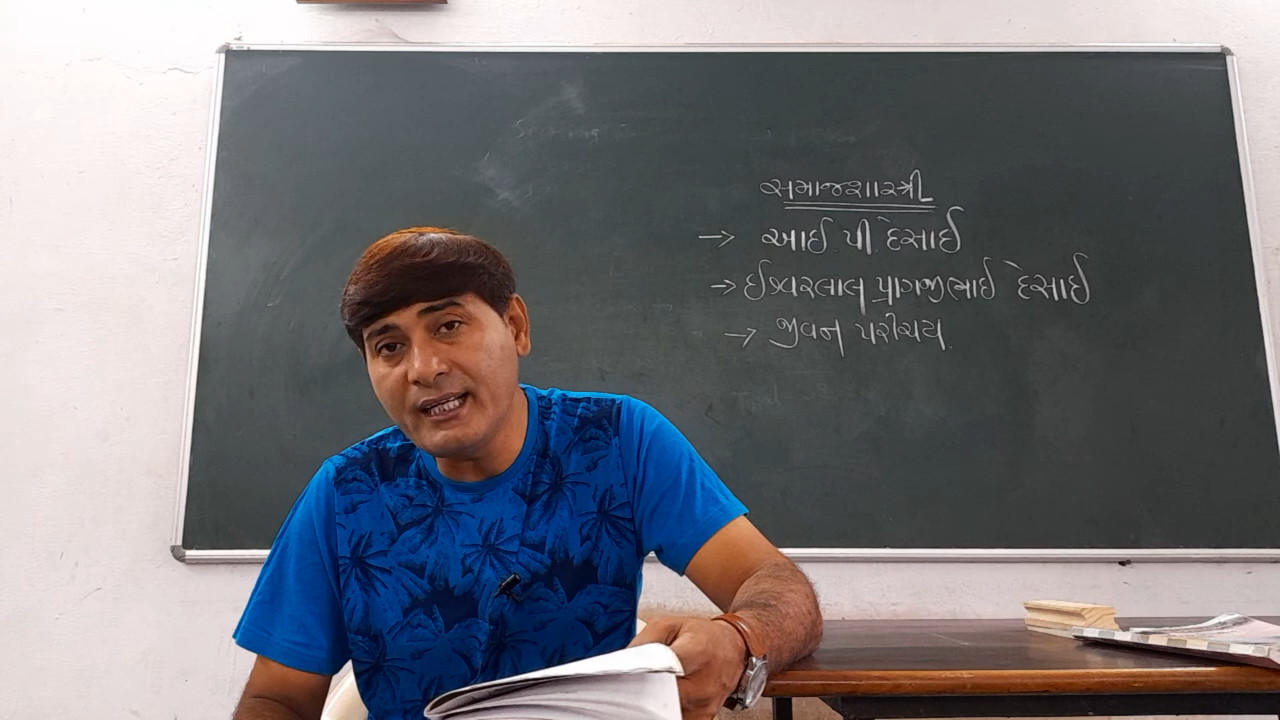 સમાજશાસ્ત્રી
→ આઈ. પી. દેસાઈ
→ ઈશ્વરલાલ પ્રાગજીભાઈ દેસાઈ
→ જીવન પરીચય.